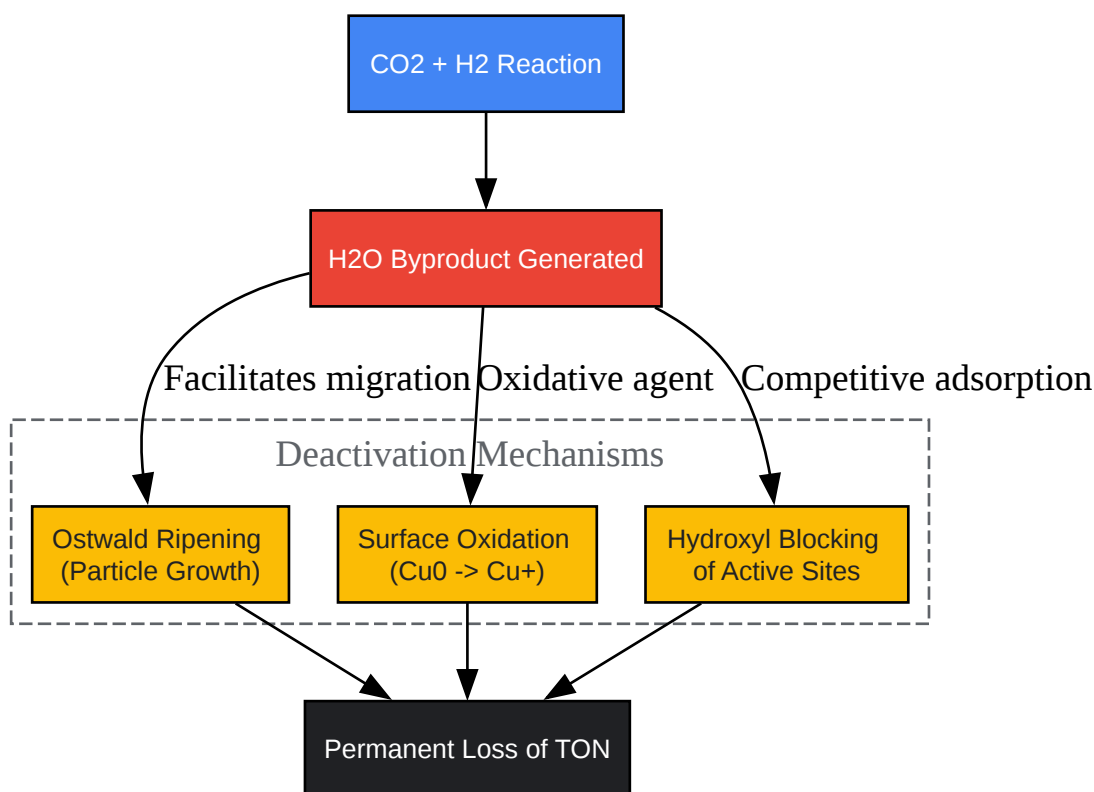 CO2 + H2 Reaction
H2O Byproduct Generated
Facilitates migration
Oxidative agent
Competitive adsorption
Deactivation Mechanisms
Ostwald Ripening
(Particle Growth)
Surface Oxidation
(Cu0 -> Cu+)
Hydroxyl Blocking
of Active Sites
Permanent Loss of TON